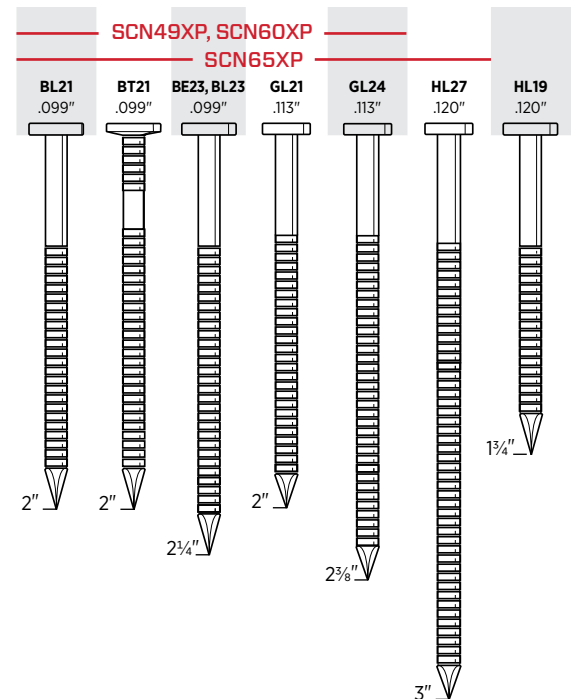 SCN49XP, SCN60XP
SCN65XP
BL21 BT21 BE23, BL23 GL21 GL24 HL27 HL19
.099" .099" .099" .113" .113" .120" .120"
1¾"
2" 2" 2"
2¼"
2⅜"
3"